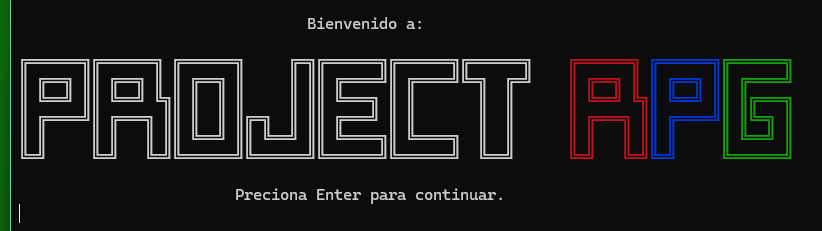 Bienvenido a:
PROJECT RPG
Preciona Enter para continuar.